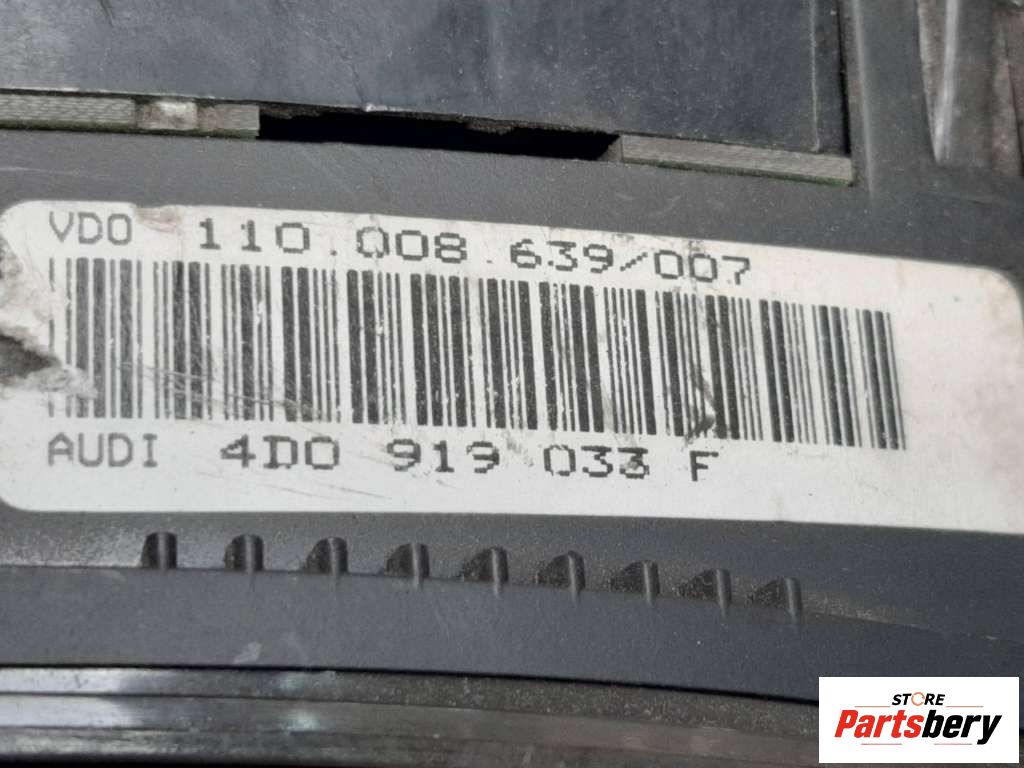 VDO 110.008.639/007
AUDI 4D0 919 033 F
STORE
Partsbery